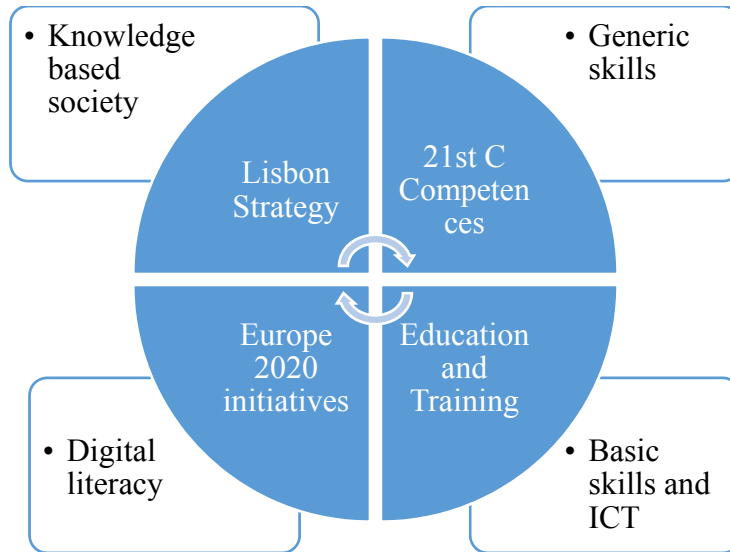 • Knowledge
based
society
• Generic
skills
Lisbon
Strategy
21st C
Competen
ces
Europe
2020
initiatives
Education
and
Training
• Digital
literacy
• Basic
skills and
ICT